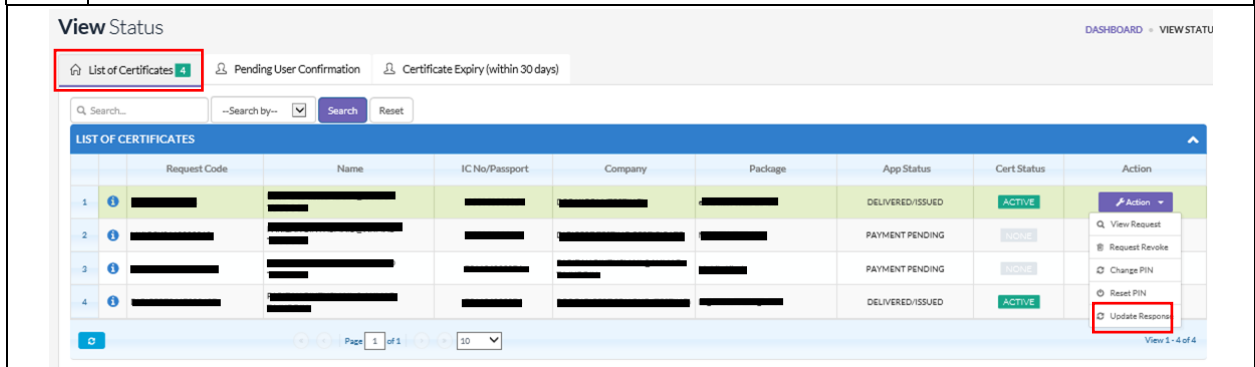 View Status
DASHBOARD VIEW STATU
List of Certificates 4 Pending User Confirmation Certificate Expiry (within 30 days)
Search... --Search by-- Search Reset
LIST OF CERTIFICATES
Request Code Name IC No/Passport Company Package App Status Cert Status Action
1 DELIVERED/ISSUED ACTIVE Action
View Request
2 PAYMENT PENDING NONE
Request Revoke
3 PAYMENT PENDING NONE Change PIN
Reset PIN
4 DELIVERED/ISSUED ACTIVE
Update Response
Page 1 of 1 10 View 1 - 4 of 4